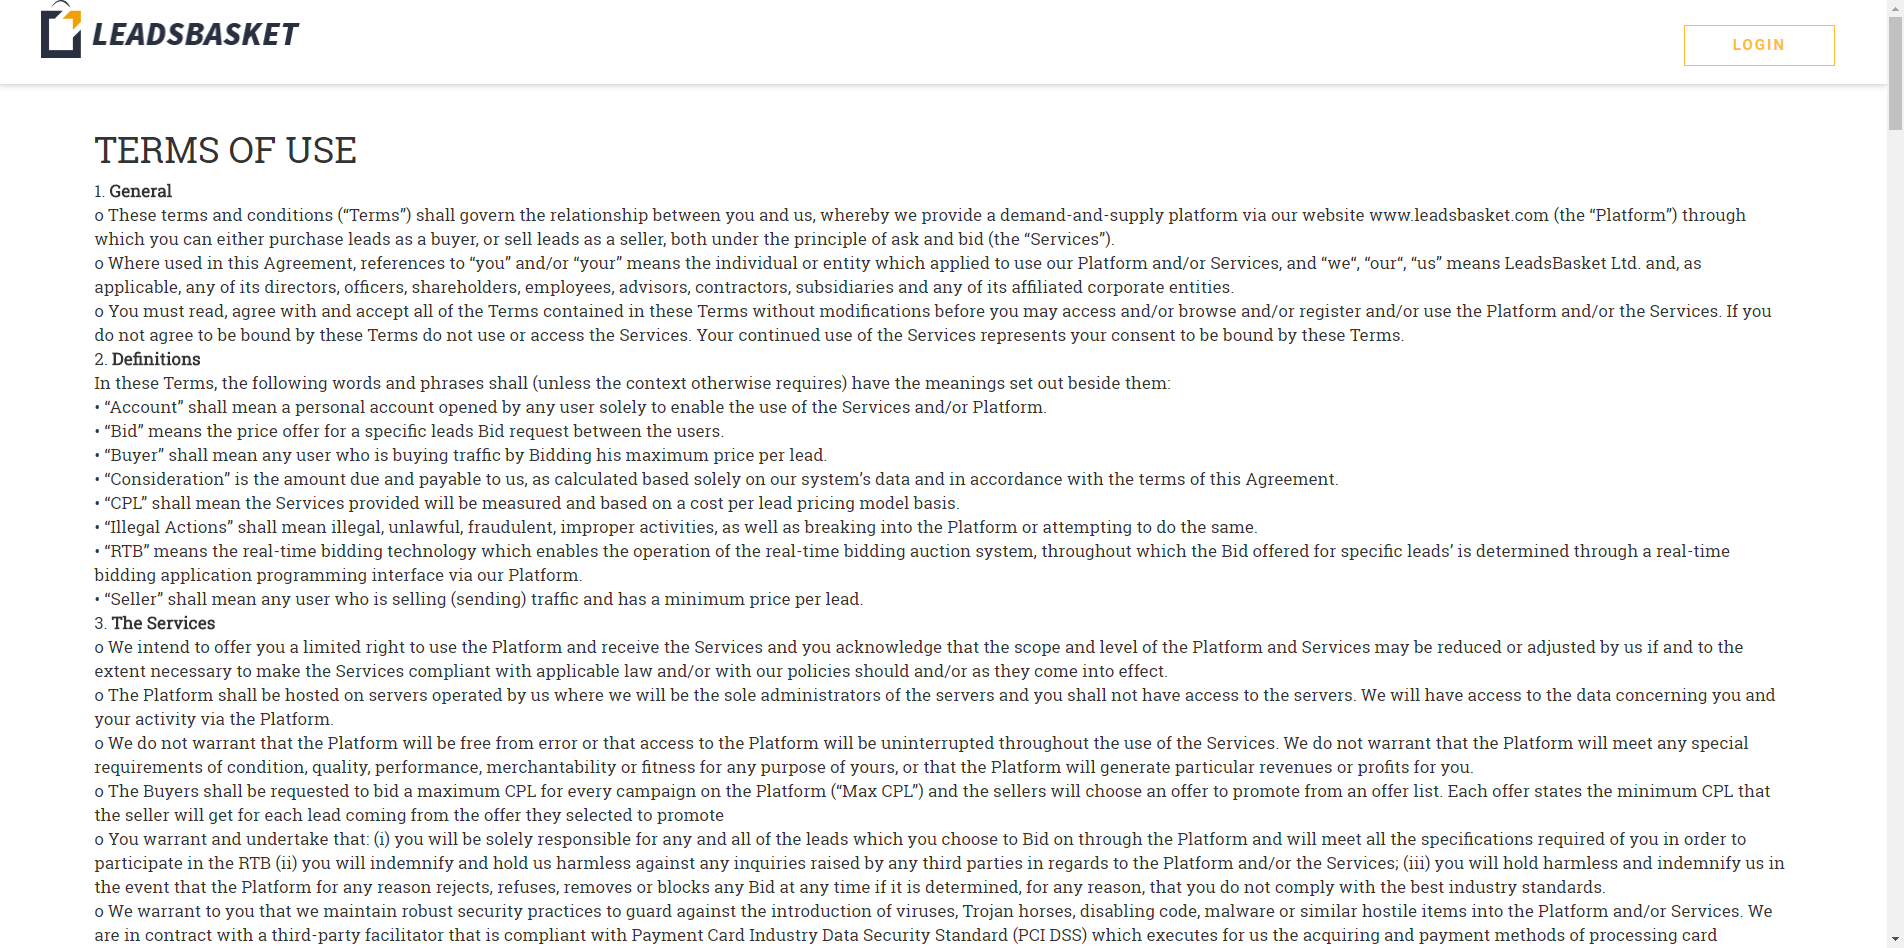 LEADSBASKET
LOGIN
TERMS OF USE
1. General
o These terms and conditions (“Terms”) shall govern the relationship between you and us, whereby we provide a demand-and-supply platform via our website www.leadsbasket.com (the “Platform”) through
which you can either purchase leads as a buyer, or sell leads as a seller, both under the principle of ask and bid (the “Services”).
o Where used in this Agreement, references to “you” and/or “your” means the individual or entity which applied to use our Platform and/or Services, and “we“, “our“, “us” means LeadsBasket Ltd. and, as
applicable, any of its directors, officers, shareholders, employees, advisors, contractors, subsidiaries and any of its affiliated corporate entities.
o You must read, agree with and accept all of the Terms contained in these Terms without modifications before you may access and/or browse and/or register and/or use the Platform and/or the Services. If you
do not agree to be bound by these Terms do not use or access the Services. Your continued use of the Services represents your consent to be bound by these Terms.
2. Definitions
In these Terms, the following words and phrases shall (unless the context otherwise requires) have the meanings set out beside them:
• “Account” shall mean a personal account opened by any user solely to enable the use of the Services and/or Platform.
• “Bid” means the price offer for a specific leads Bid request between the users.
• “Buyer” shall mean any user who is buying traffic by Bidding his maximum price per lead.
• “Consideration” is the amount due and payable to us, as calculated based solely on our system’s data and in accordance with the terms of this Agreement.
• “CPL” shall mean the Services provided will be measured and based on a cost per lead pricing model basis.
• “Illegal Actions” shall mean illegal, unlawful, fraudulent, improper activities, as well as breaking into the Platform or attempting to do the same.
• “RTB” means the real-time bidding technology which enables the operation of the real-time bidding auction system, throughout which the Bid offered for specific leads’ is determined through a real-time
bidding application programming interface via our Platform.
• “Seller” shall mean any user who is selling (sending) traffic and has a minimum price per lead.
3. The Services
o We intend to offer you a limited right to use the Platform and receive the Services and you acknowledge that the scope and level of the Platform and Services may be reduced or adjusted by us if and to the
extent necessary to make the Services compliant with applicable law and/or with our policies should and/or as they come into effect.
o The Platform shall be hosted on servers operated by us where we will be the sole administrators of the servers and you shall not have access to the servers. We will have access to the data concerning you and
your activity via the Platform.
o We do not warrant that the Platform will be free from error or that access to the Platform will be uninterrupted throughout the use of the Services. We do not warrant that the Platform will meet any special
requirements of condition, quality, performance, merchantability or fitness for any purpose of yours, or that the Platform will generate particular revenues or profits for you.
o The Buyers shall be requested to bid a maximum CPL for every campaign on the Platform (“Max CPL”) and the sellers will choose an offer to promote from an offer list. Each offer states the minimum CPL that
the seller will get for each lead coming from the offer they selected to promote
o You warrant and undertake that: (i) you will be solely responsible for any and all of the leads which you choose to Bid on through the Platform and will meet all the specifications required of you in order to
participate in the RTB (ii) you will indemnify and hold us harmless against any inquiries raised by any third parties in regards to the Platform and/or the Services; (iii) you will hold harmless and indemnify us in
the event that the Platform for any reason rejects, refuses, removes or blocks any Bid at any time if it is determined, for any reason, that you do not comply with the best industry standards.
o We warrant to you that we maintain robust security practices to guard against the introduction of viruses, Trojan horses, disabling code, malware or similar hostile items into the Platform and/or Services. We
are in contract with a third-party facilitator that is compliant with Payment Card Industry Data Security Standard (PCI DSS) which executes for us the acquiring and payment methods of processing card